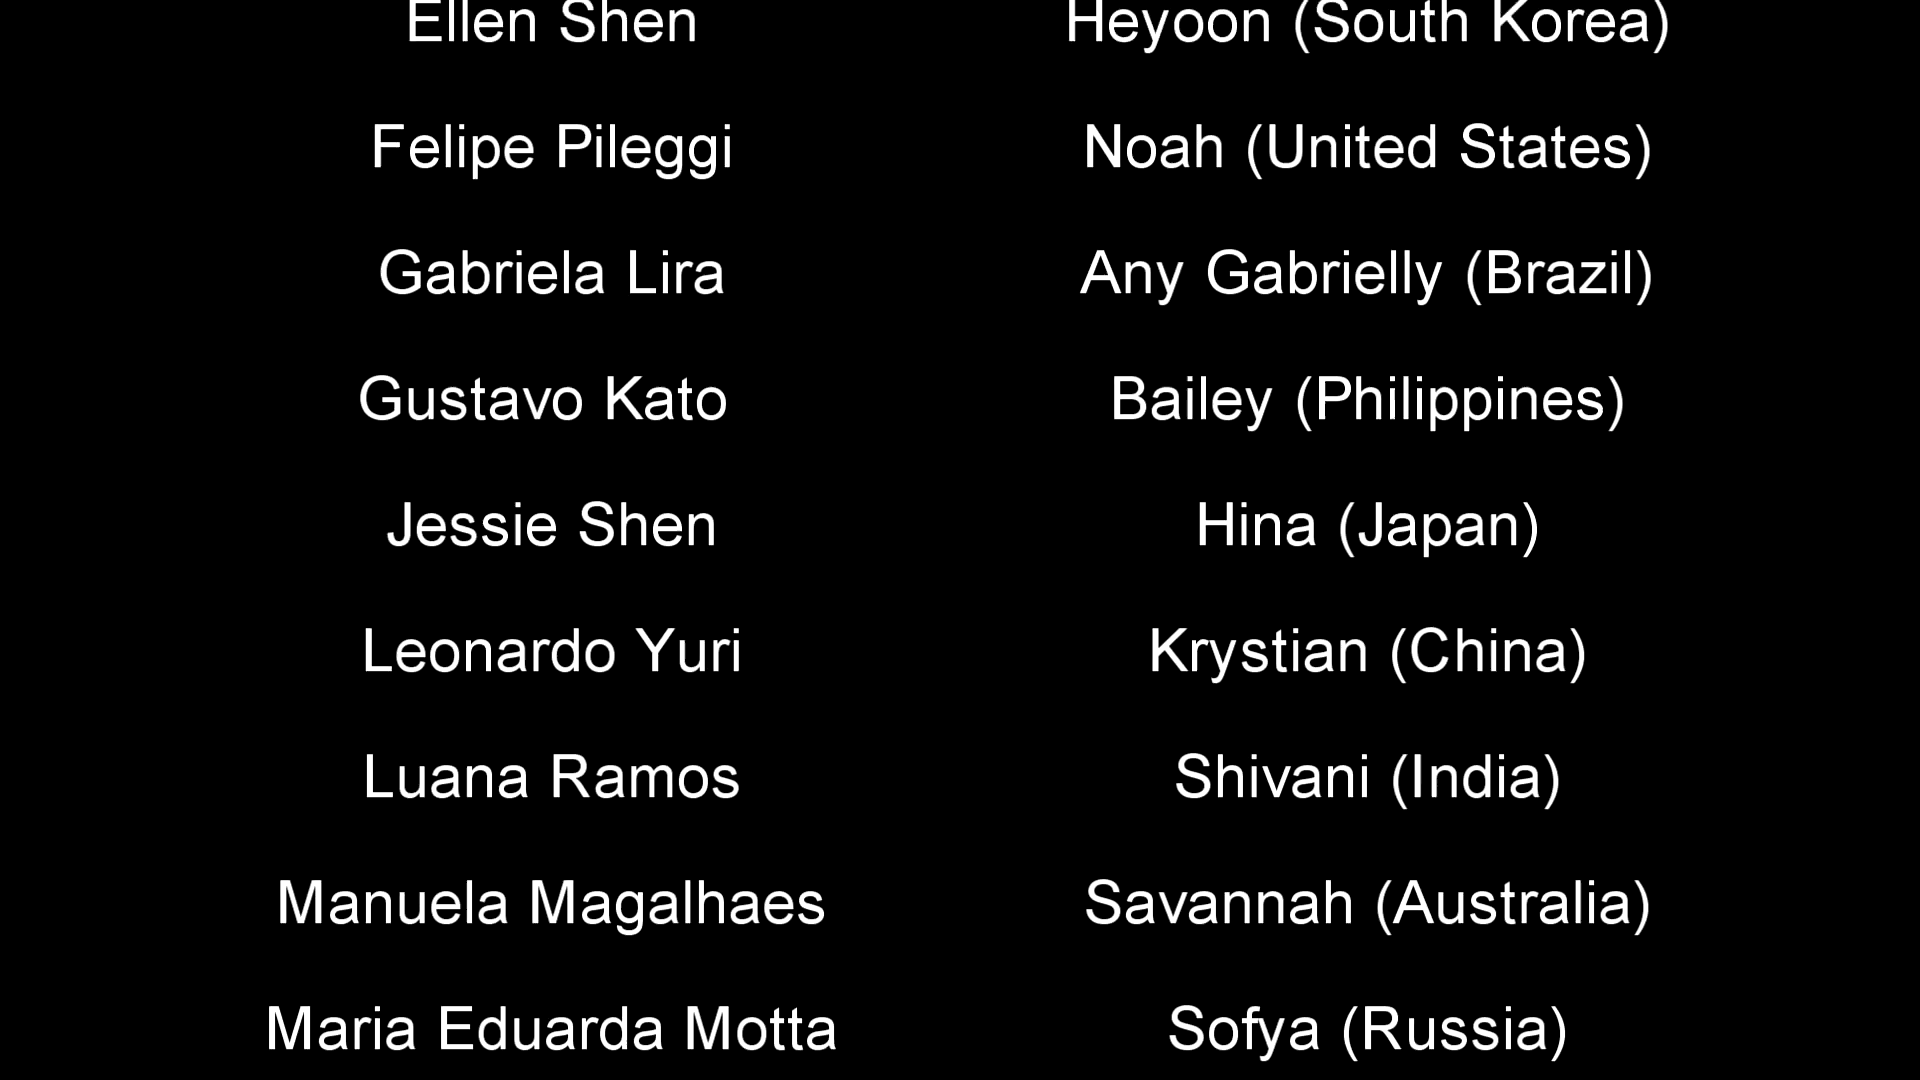 Ellen Shen Heyoon (South Korea)
Felipe Pileggi Noah (United States)
Gabriela Lira Any Gabrielly (Brazil)
Gustavo Kato Bailey (Philippines)
Jessie Shen Hina (Japan)
Leonardo Yuri Krystian (China)
Luana Ramos Shivani (India)
Manuela Magalhaes Savannah (Australia)
Maria Eduarda Motta Sofya (Russia)